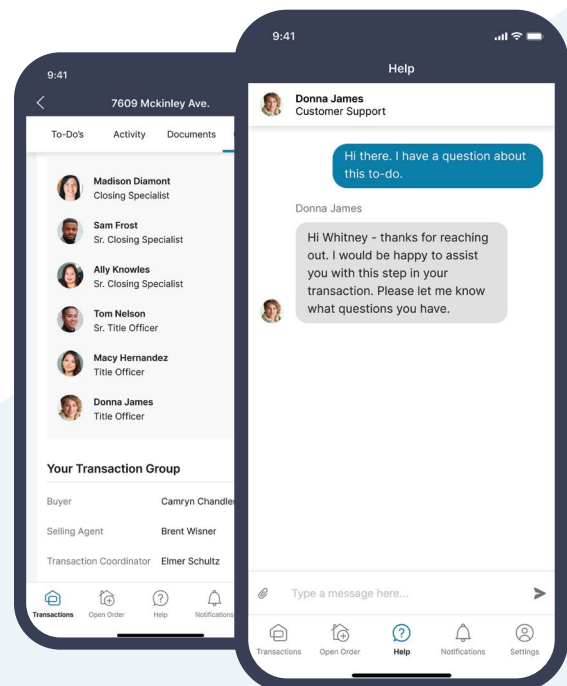 9:41
7609 Mckinley Ave.
To-Do's Activity Documents
Madison Diamont
Closing Specialist
Sam Frost
Sr. Closing Specialist
Ally Knowles
Sr. Closing Specialist
Tom Nelson
Sr. Title Officer
Macy Hernandez
Title Officer
Donna James
Title Officer
Your Transaction Group
Buyer Camryn Chandler
Selling Agent Brent Wisner
Transaction Coordinator Elmer Schultz
Transactions Open Order Help Notifications
9:41
Help
Donna James
Customer Support
Hi there. I have a question about
this to-do.
Donna James
Hi Whitney - thanks for reaching
out. I would be happy to assist
you with this step in your
transaction. Please let me know
what questions you have.
Type a message here...
Transactions Open Order Help Notifications Settings